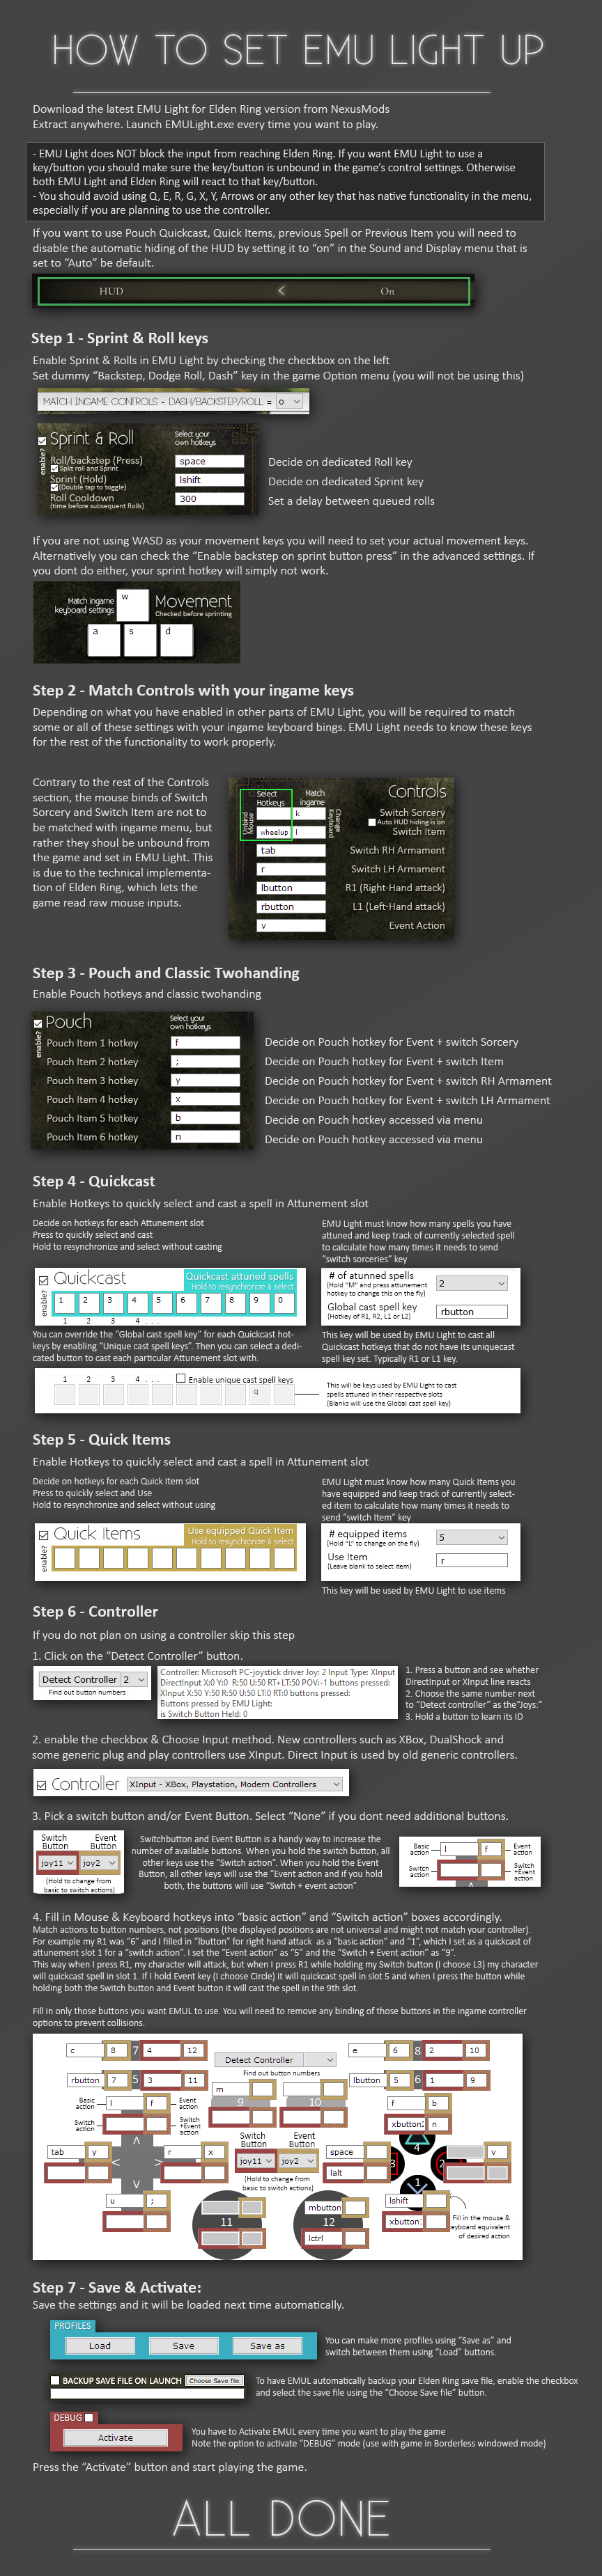 HOW TO SET EMU LIGHT UP
Download the latest EMU Light for Elden Ring version from NexusMods
Extract anywhere. Launch EMULight.exe every time you want to play.
- EMU Light does NOT block the input from reaching Elden Ring. If you want EMU Light to use a
key/button you should make sure the key/button is unbound in the game's control settings. Otherwise
both EMU Light and Elden Ring will react to that key/button.
- You should avoid using Q, E, R, G, X, Y, Arrows or any other key that has native functionality in the menu,
especially if you are planning to use the controller.
If you want to use Pouch Quickcast, Quick Items, previous Spell or Previous Item you will need to
disable the automatic hiding of the HUD by setting it to "on" in the Sound and Display menu that is
set to "Auto" be default.
HUD < On
Step 1 - Sprint & Roll keys
Enable Sprint & Rolls in EMU Light by checking the checkbox on the left
Set dummy "Backstep, Dodge Roll, Dash" key in the game Option menu (you will not be using this)
MATCH INGAME CONTROLS - DASH/BACKSTEP/ROLL = o
enable?
Sprint & Roll
Select your
own hotkeys
Roll/backstep (Press) space
Split roll and Sprint
Sprint (Hold) lshift
(Double tap to toggle)
Roll Cooldown 300
(time before subsequent Rolls)
Decide on dedicated Roll key
Decide on dedicated Sprint key
Set a delay between queued rolls
If you are not using WASD as your movement keys you will need to set your actual movement keys.
Alternatively you can check the "Enable backstep on sprint button press" in the advanced settings. If
you dont do either, your sprint hotkey will simply not work.
Match ingame
keyboard settings
w
Movement
Checked before sprinting
a s d
Step 2 - Match Controls with your ingame keys
Depending on what you have enabled in other parts of EMU Light, you will be required to match
some or all of these settings with your ingame keyboard bings. EMU Light needs to know these keys
for the rest of the functionality to work properly.
Contrary to the rest of the Controls
section, the mouse binds of Switch
Sorcery and Switch Item are not to
be matched with ingame menu, but
rather they shoul be unbound from
the game and set in EMU Light. This
is due to the technical implementa-
tion of Elden Ring, which lets the
game read raw mouse inputs.
Select
Hotkeys
Match
ingame
Controls
Unbind
Mouse
Change
Keyboard
k Switch Sorcery
Auto HUD hiding is on
wheelup l Switch Item
tab Switch RH Armament
r Switch LH Armament
lbutton R1 (Right-Hand attack)
rbutton L1 (Left-Hand attack)
v Event Action
Step 3 - Pouch and Classic Twohanding
Enable Pouch hotkeys and classic twohanding
enable?
Pouch
Select your
own hotkeys
Pouch Item 1 hotkey f
Pouch Item 2 hotkey ;
Pouch Item 3 hotkey y
Pouch Item 4 hotkey x
Pouch Item 5 hotkey b
Pouch Item 6 hotkey n
Decide on Pouch hotkey for Event + switch Sorcery
Decide on Pouch hotkey for Event + switch Item
Decide on Pouch hotkey for Event + switch RH Armament
Decide on Pouch hotkey for Event + switch LH Armament
Decide on Pouch hotkey accessed via menu
Decide on Pouch hotkey accessed via menu
Step 4 - Quickcast
Enable Hotkeys to quickly select and cast a spell in Attunement slot
Decide on hotkeys for each Attunement slot
Press to quickly select and cast
Hold to resynchronize and select without casting
EMU Light must know how many spells you have
attuned and keep track of currently selected spell
to calculate how many times it needs to send
"switch sorceries" key
enable?
Quickcast
Quickcast attuned spells
Hold to resynchronize & select
1 2 3 4 5 6 7 8 9 0
1 2 3 4 . . .
# of atunned spells 2
(Hold "M" and press attunement
hotkey to change this on the fly)
Global cast spell key rbutton
(Hotkey of R1, R2, L1 or L2)
You can override the "Global cast spell key" for each Quickcast hot-
keys by enabling "Unique cast spell keys". Then you can select a dedi-
cated button to cast each particular Attunement slot with.
This key will be used by EMU Light to cast all
Quickcast hotkeys that do not have its uniquecast
spell key set. Typically R1 or L1 key.
1 2 3 4 . . . Enable unique cast spell keys
q
This will be keys used by EMU Light to cast
spells attuned in their respective slots
(Blanks will use the Global cast spell key)
Step 5 - Quick Items
Enable Hotkeys to quickly select and cast a spell in Attunement slot
Decide on hotkeys for each Quick Item slot
Press to quickly select and Use
Hold to resynchronize and select without using
EMU Light must know how many Quick Items you
have equipped and keep track of currently select-
ed item to calculate how many times it needs to
send "switch Item" key
enable?
Quick Items
Use equipped Quick Item
Hold to resynchronize & select
# equipped items 5
(Hold "L" to change on the fly)
Use Item r
(Leave blank to select item)
This key will be used by EMU Light to use items
Step 6 - Controller
If you do not plan on using a controller skip this step
1. Click on the "Detect Controller" button.
Detect Controller 2
Find out button numbers
Controller: Microsoft PC-joystick driver Joy: 2 Input Type: XInput
DirectInput X:0 Y:0 R:50 U:50 RT+LT:50 POV:-1 buttons pressed:
XInput X:50 Y:50 R:50 U:50 LT:0 RT:0 buttons pressed:
Buttons pressed by EMU Light:
is Switch Button Held: 0
1. Press a button and see whether
DirectInput or XInput line reacts
2. Choose the same number next
to "Detect controller" as the"Joys:"
3. Hold a button to learn its ID
2. enable the checkbox & Choose Input method. New controllers such as XBox, DualShock and
some generic plug and play controllers use XInput. Direct Input is used by old generic controllers.
Controller XInput - XBox, Playstation, Modern Controllers
3. Pick a switch button and/or Event Button. Select "None" if you dont need additional buttons.
Switch
Button
Event
Button
joy11 joy2
(Hold to change from
basic to switch actions)
Switchbutton and Event Button is a handy way to increase the
number of available buttons. When you hold the switch button, all
other keys will use the "Switch action". When you hold the Event
Button, all other keys will use the "Event action and if you hold
both, the buttons will use "Switch + event action"
Basic
action
l f
Event
action
Switch
action
Switch
+Event
action
4. Fill in Mouse & Keyboard hotkeys into "basic action" and "Switch action" boxes accordingly.
Match actions to button numbers, not positions (the displayed positions are not universal and might not match your controller).
For example my R1 was "6" and I filled in "lbutton" for right hand attack as a "basic action" and "1", which I set as a quickcast of
attunement slot 1 for a "switch action". I set the "Event action" as "5" and the "Switch + Event action" as "9".
This way when I press R1, my character will attack, but when I press R1 while holding my Switch button (I choose L3) my character
will quickcast spell in slot 1. If I hold Event key (I choose Circle) it will quickcast spell in slot 5 and when I press the button while
holding both the Switch button and Event button it will cast the spell in the 9th slot.
Fill in only those buttons you want EMUL to use. You will need to remove any binding of those buttons in the ingame controller
options to prevent collisions.
c 8 7 4 12
Detect Controller
Find out button numbers
e 6 8 2 10
rbutton 7 5 3 11
lbutton 5 6 1 9
m
9 10
Basic
action
l f
Event
action
Switch
action
Switch
+Event
action
f b
xbutton2 n
tab y
r x
Switch
Button
Event
Button
joy11 joy2
(Hold to change from
basic to switch actions)
space
lalt
4
3
2
1
v
u ;
11
mbutton
12
lctrl
lshift
xbutton1
Fill in the mouse &
keyboard equivalent
of desired action
Step 7 - Save & Activate:
Save the settings and it will be loaded next time automatically.
PROFILES
Load Save Save as
You can make more profiles using "Save as" and
switch between them using "Load" buttons.
BACKUP SAVE FILE ON LAUNCH Choose Save file
To have EMUL automatically backup your Elden Ring save file, enable the checkbox
and select the save file using the "Choose Save file" button.
DEBUG
Activate
You have to Activate EMUL every time you want to play the game
Note the option to activate "DEBUG" mode (use with game in Borderless windowed mode)
Press the "Activate" button and start playing the game.
ALL DONE